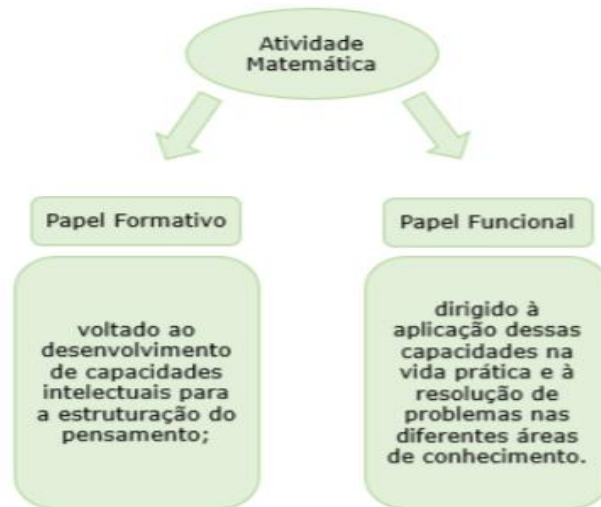 Atividade
Matemática
Papel Formativo
Papel Funcional
voltado ao
desenvolvimento
de capacidades
intelectuais para
a estruturação do
pensamento;
dirigido à
aplicação dessas
capacidades na
vida prática e à
resolução de
problemas nas
diferentes áreas
de conhecimento.